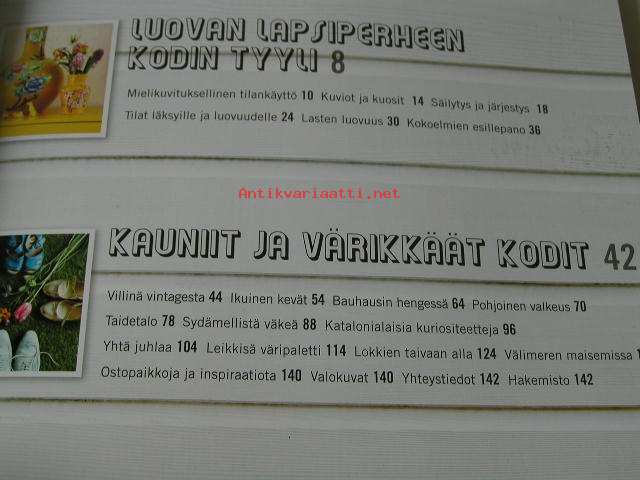 LUOVAN LAPSIPERHEEN
KODIN TYYLI 8
Mielikuvituksellinen tilankäyttö 10 Kuviot ja kuosit 14 Säilytys ja järjestys 18
Tilat läksyille ja luovuudelle 24 Lasten luovuus 30 Kokoelmien esillepano 36
Antikvariaatti.net
KAUNIIT JA VÄRIKKÄÄT KODIT 42
Villinä vintagesta 44 Ikuinen kevät 54 Bauhausin hengessä 64 Pohjoinen valkeus 70
Taidetalo 78 Sydämellistä väkeä 88 Katalonialaisia kuriositeetteja 96
Yhtä juhlaa 104 Leikkisä väripaletti 114 Lokkien taivaan alla 124 Välimeren maisemissa
Ostopaikkoja ja inspiraatiota 140 Valokuvat 140 Yhteystiedot 142 Hakemisto 142